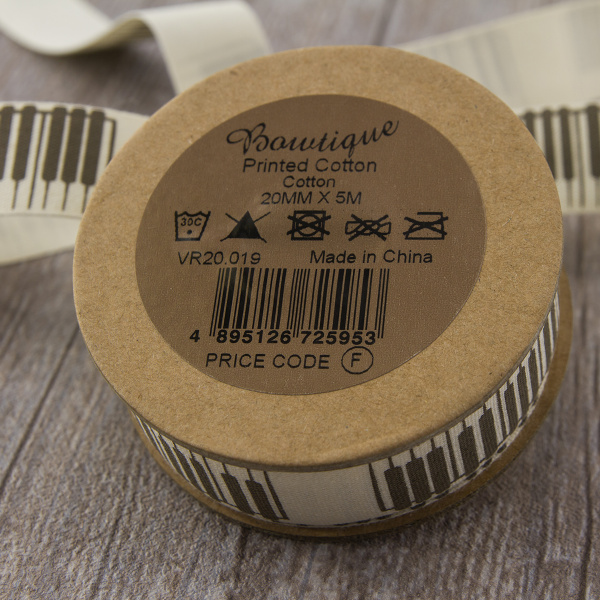 Bowtique
Printed Cotton
Cotton
20MM X 5M
30C
VR20.019 Made in China
4 895126 725953
PRICE CODE F